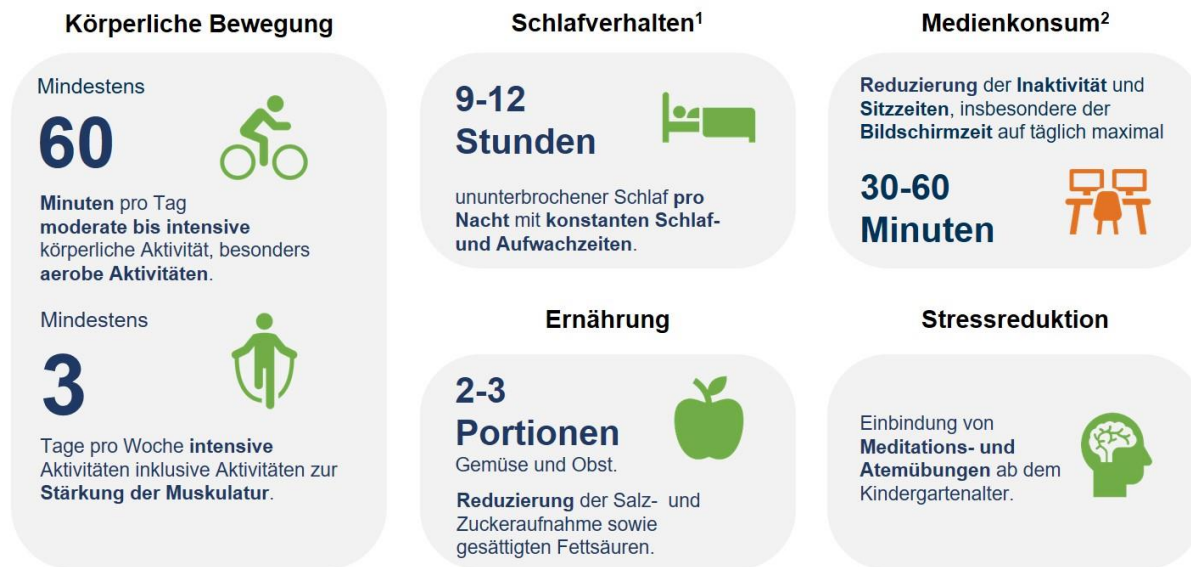 Körperliche Bewegung
Mindestens
60
Minuten pro Tag
moderate bis intensive
körperliche Aktivität, besonders
aerobe Aktivitäten.
Mindestens
3
Tage pro Woche intensive
Aktivitäten inklusive Aktivitäten zur
Stärkung der Muskulatur.
Schlafverhalten¹
9-12
Stunden
ununterbrochener Schlaf pro
Nacht mit konstanten Schlaf-
und Aufwachzeiten.
Medienkonsum²
Reduzierung der Inaktivität und
Sitzzeiten, insbesondere der
Bildschirmzeit auf täglich maximal
30-60
Minuten
Ernährung
2-3
Portionen
Gemüse und Obst.
Reduzierung der Salz- und
Zuckeraufnahme sowie
gesättigten Fettsäuren.
Stressreduktion
Einbindung von
Meditations- und
Atemübungen ab dem
Kindergartenalter.